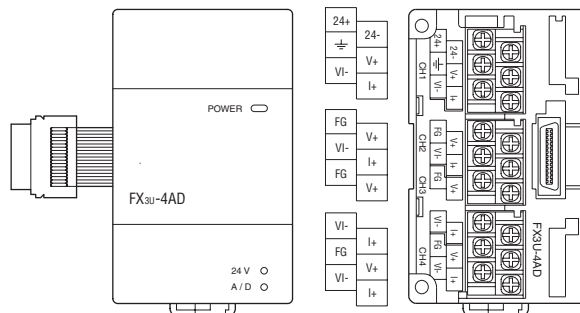 POWER
FX3U-4AD
24 V
A / D
24+
24-
⏚
V+
VI-
I+
FG
V+
VI-
I+
FG
V+
VI-
I+
FG
V+
VI-
I+
CH1
24+
24-
⏚
V+
VI-
I+
CH2
FG
V+
VI-
I+
CH3
FG
V+
VI-
I+
CH4
FG
V+
VI-
I+
FX3U-4AD